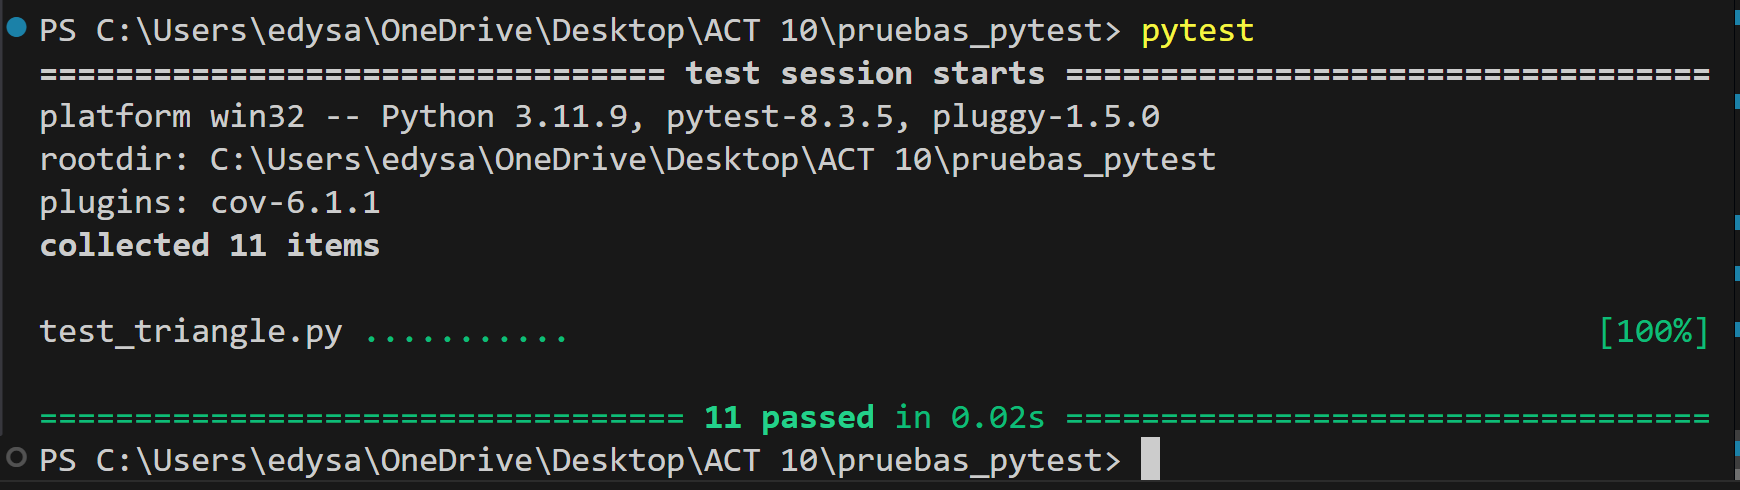 PS C:\Users\edysa\OneDrive\Desktop\ACT 10\pruebas_pytest> pytest
================================= test session starts ==================================
platform win32 -- Python 3.11.9, pytest-8.3.5, pluggy-1.5.0
rootdir: C:\Users\edysa\OneDrive\Desktop\ACT 10\pruebas_pytest
plugins: cov-6.1.1
collected 11 items
test_triangle.py ........... [100%]
================================== 11 passed in 0.02s ==================================
PS C:\Users\edysa\OneDrive\Desktop\ACT 10\pruebas_pytest>